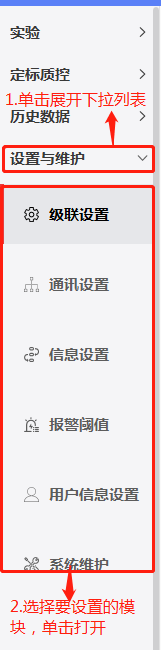 实验
定标质控
1.单击展开下拉列表
历史数据
设置与维护
级联设置
通讯设置
信息设置
报警阈值
用户信息设置
系统维护
2.选择要设置的模
块，单击打开